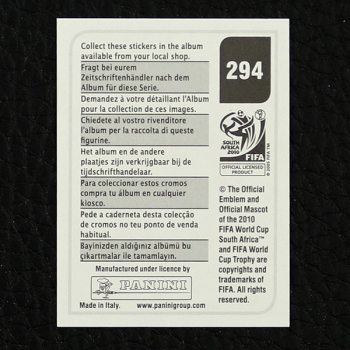 Collect these stickers in the album
available from your local shop.
Fragt bei eurem
Zeitschriftenhändler nach dem
Album für diese Serie.
Demandez à votre détaillant l'Album
pour la collection de ces images.
Chiedete al vostro rivenditore
l'album per la raccolta di queste
figurine.
Het album en de andere
plaatjes zijn verkrijgbaar bij de
tijdschrifthandelaar.
Para coleccionar estos cromos
compra tu álbum en cualquier
kiosco.
Pede a caderneta desta colecção
de cromos no teu ponto de venda
habitual.
Bayinizden aldığınız albümü bu
çıkartmalar ile tamamlayın.
Manufactured under licence by
PANINI
Made in Italy. www.paninigroup.com
294
SOUTH AFRICA
2010
FIFA
OFFICIAL LICENSED
PRODUCT
© The Official
Emblem and
Official Mascot
of the 2010
FIFA World Cup
South Africa™
and FIFA World
Cup Trophy are
copyrights and
trademarks of
FIFA. All rights
reserved.